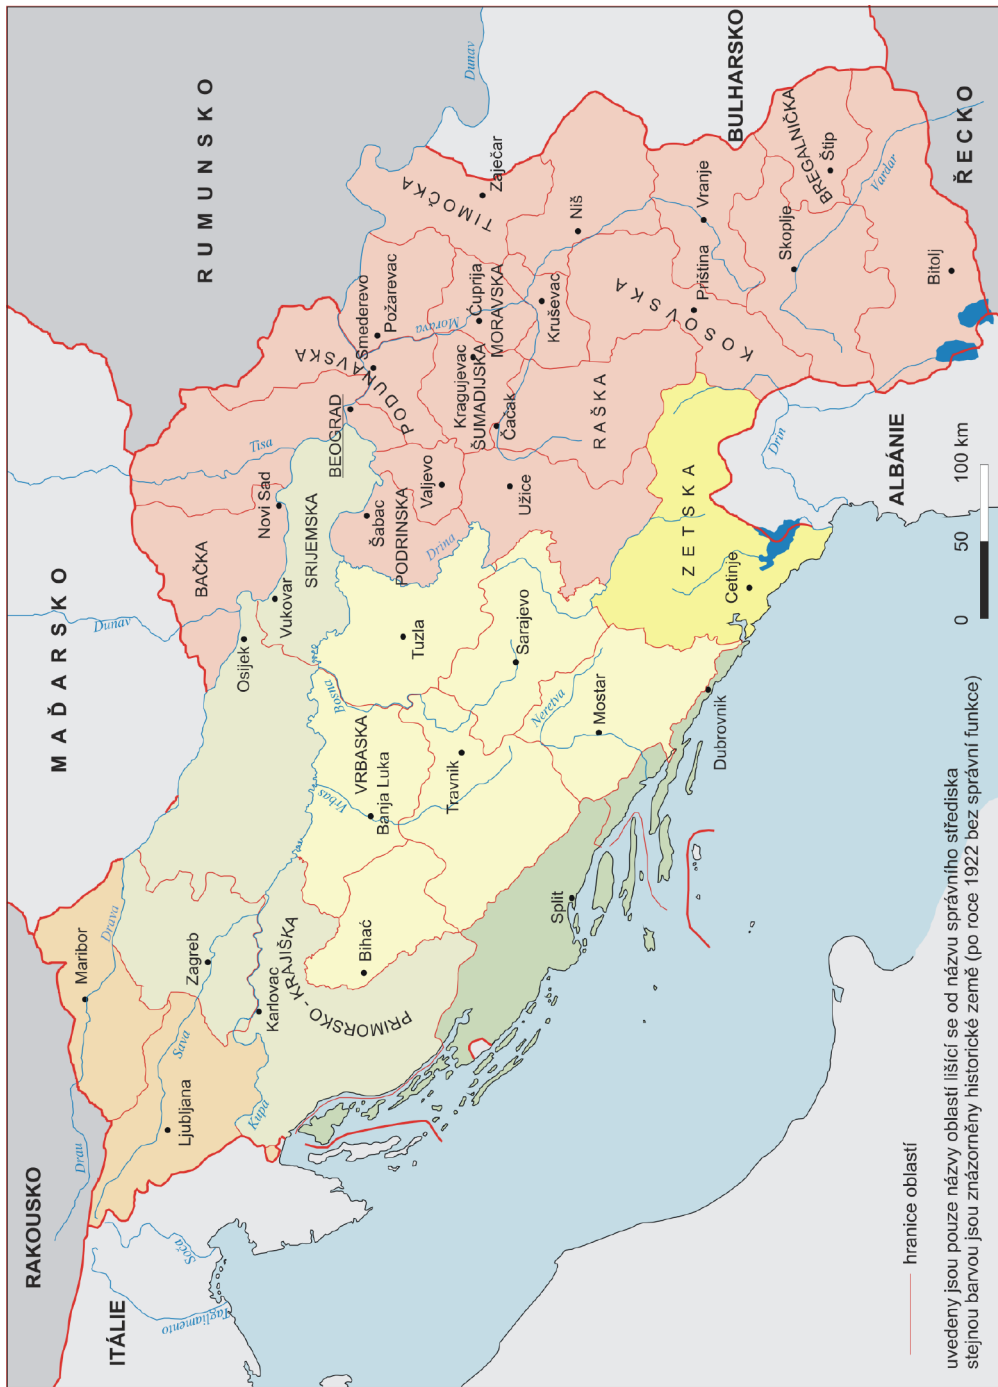 RAKOUSKO
MAĎARSKO
RUMUNSKO
ITÁLIE
BULHARSKO
ŘECKO
ALBÁNIE
Drau
Drava
Maribor
Ljubljana
Sava
Zagreb
Karlovac
Kupa
PRIMORSKO - KRAJIŠKA
Soča
Tagliamento
Osijek
Vukovar
SRIJEMSKA
Dunav
BAČKA
Novi Sad
Tisa
BEOGRAD
PODUNAVSKA
Smederevo
Požarevac
Dunav
TIMOČKA
Zaječar
Šabac
PODRINSKA
Valjevo
Drina
Kragujevac
ŠUMADIJSKA
Čačak
Užice
Morava
Ćuprija
MORAVSKA
Kruševac
Niš
RAŠKA
KOSOVSKA
Priština
Vranje
Skoplje
BREGALNIČKA
Štip
Vardar
Bitolj
Drin
ZETSKA
Cetinje
Bihać
VRBASKA
Banja Luka
Vrbas
Bosna
Tuzla
Travnik
Sarajevo
Neretva
Mostar
Split
Dubrovnik
0 50 100 km
hranice oblastí
uvedeny jsou pouze názvy oblastí lišící se od názvu správního střediska
stejnou barvou jsou znázorněny historické země (po roce 1922 bez správní funkce)